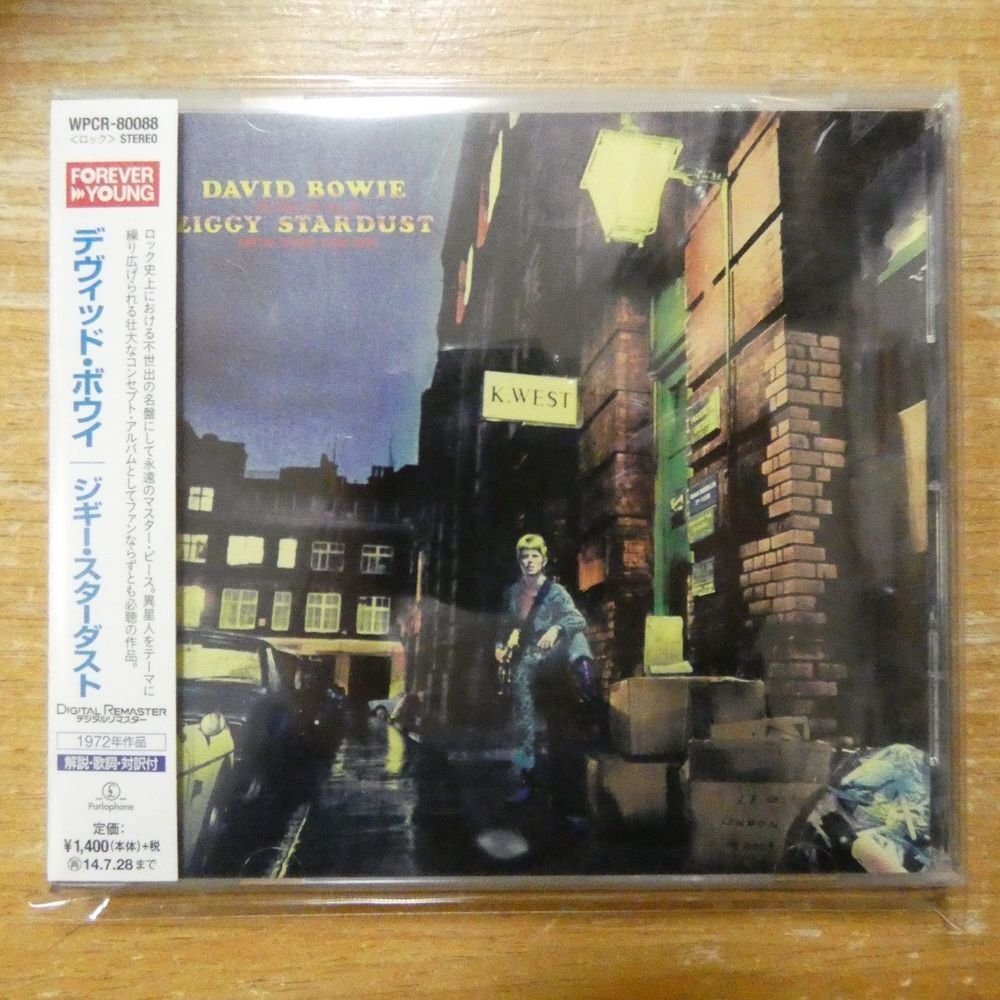 WPCR-80088
<ロック> STEREO
FOREVER
YOUNG
デヴィッド・ボウイ｜ジギー・スターダスト
ロック史上における不世出の名盤にして永遠のマスター・ピース。異星人をテーマに
繰り広げられる壮大なコンセプト・アルバムとしてファンならずとも必聴の作品。
DIGITAL REMASTER
デジタルリマスター
1972年作品
解説・歌詞・対訳付
Parlophone
定価:
¥1,400(本体)+税
再14.7.28まで
DAVID BOWIE
ZIGGY STARDUST
K.WEST
LONDON